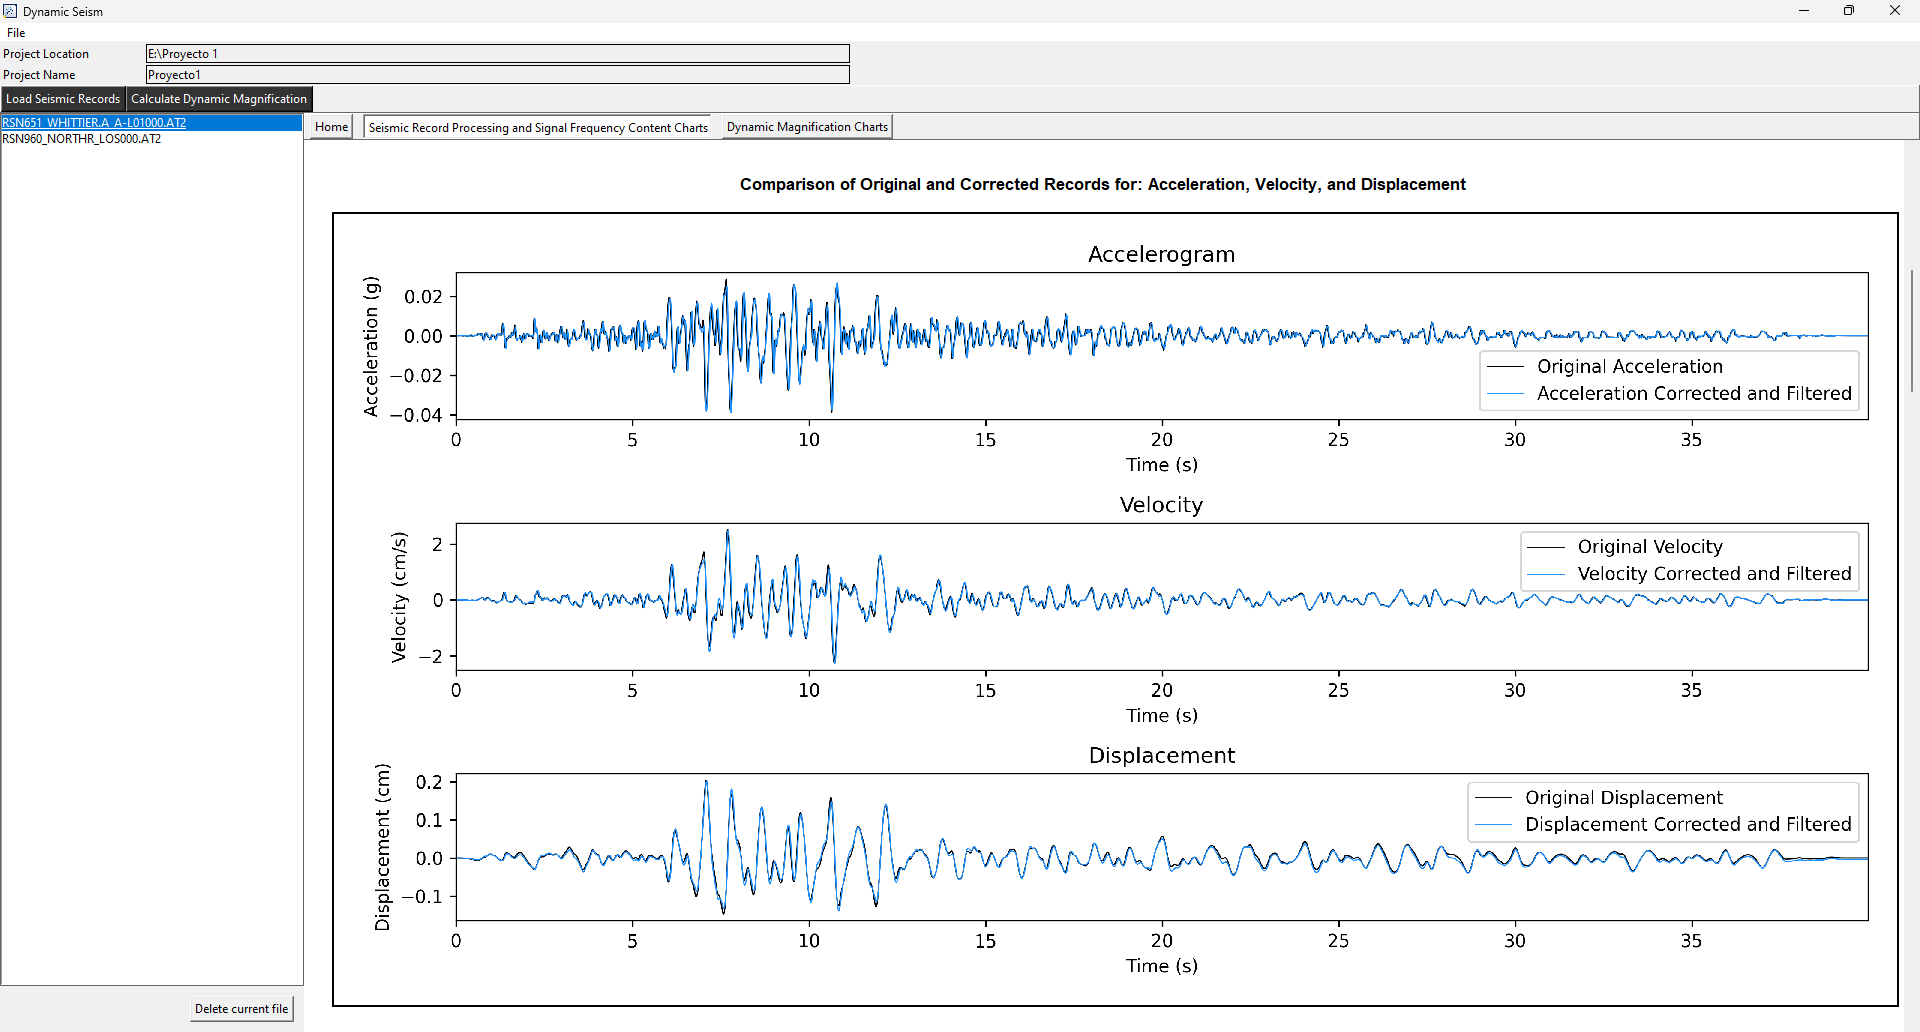 Dynamic Seism
File
Project Location E:\Proyecto 1
Project Name Proyecto1
Load Seismic Records Calculate Dynamic Magnification
RSN651_WHITTIER.A_A-L01000.AT2
RSN960_NORTHR_LOS000.AT2
Delete current file
Home Seismic Record Processing and Signal Frequency Content Charts Dynamic Magnification Charts
Comparison of Original and Corrected Records for: Acceleration, Velocity, and Displacement
Accelerogram
Acceleration (g)
0.02
0.00
−0.02
−0.04
Original Acceleration
Acceleration Corrected and Filtered
0 5 10 15 20 25 30 35
Time (s)
Velocity
Velocity (cm/s)
2
0
−2
Original Velocity
Velocity Corrected and Filtered
0 5 10 15 20 25 30 35
Time (s)
Displacement
Displacement (cm)
0.2
0.1
0.0
−0.1
Original Displacement
Displacement Corrected and Filtered
0 5 10 15 20 25 30 35
Time (s)